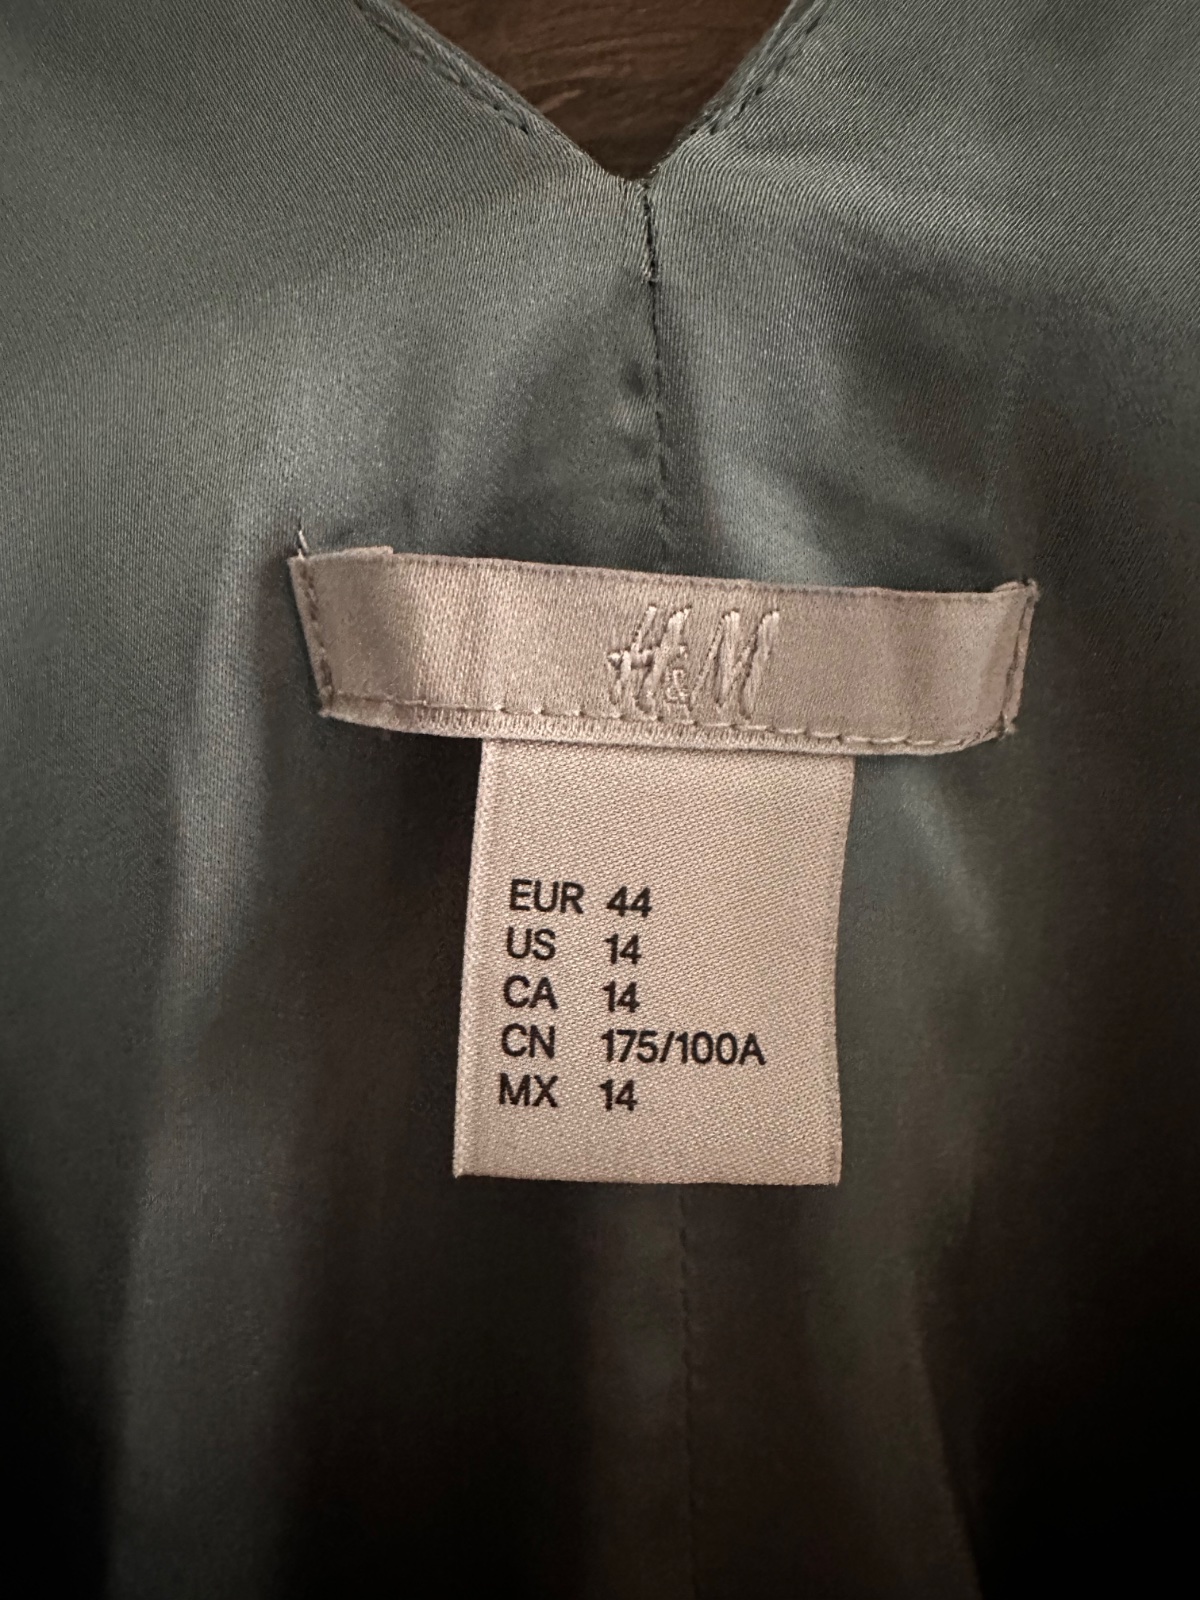 H&M
EUR 44
US 14
CA 14
CN 175/100A
MX 14